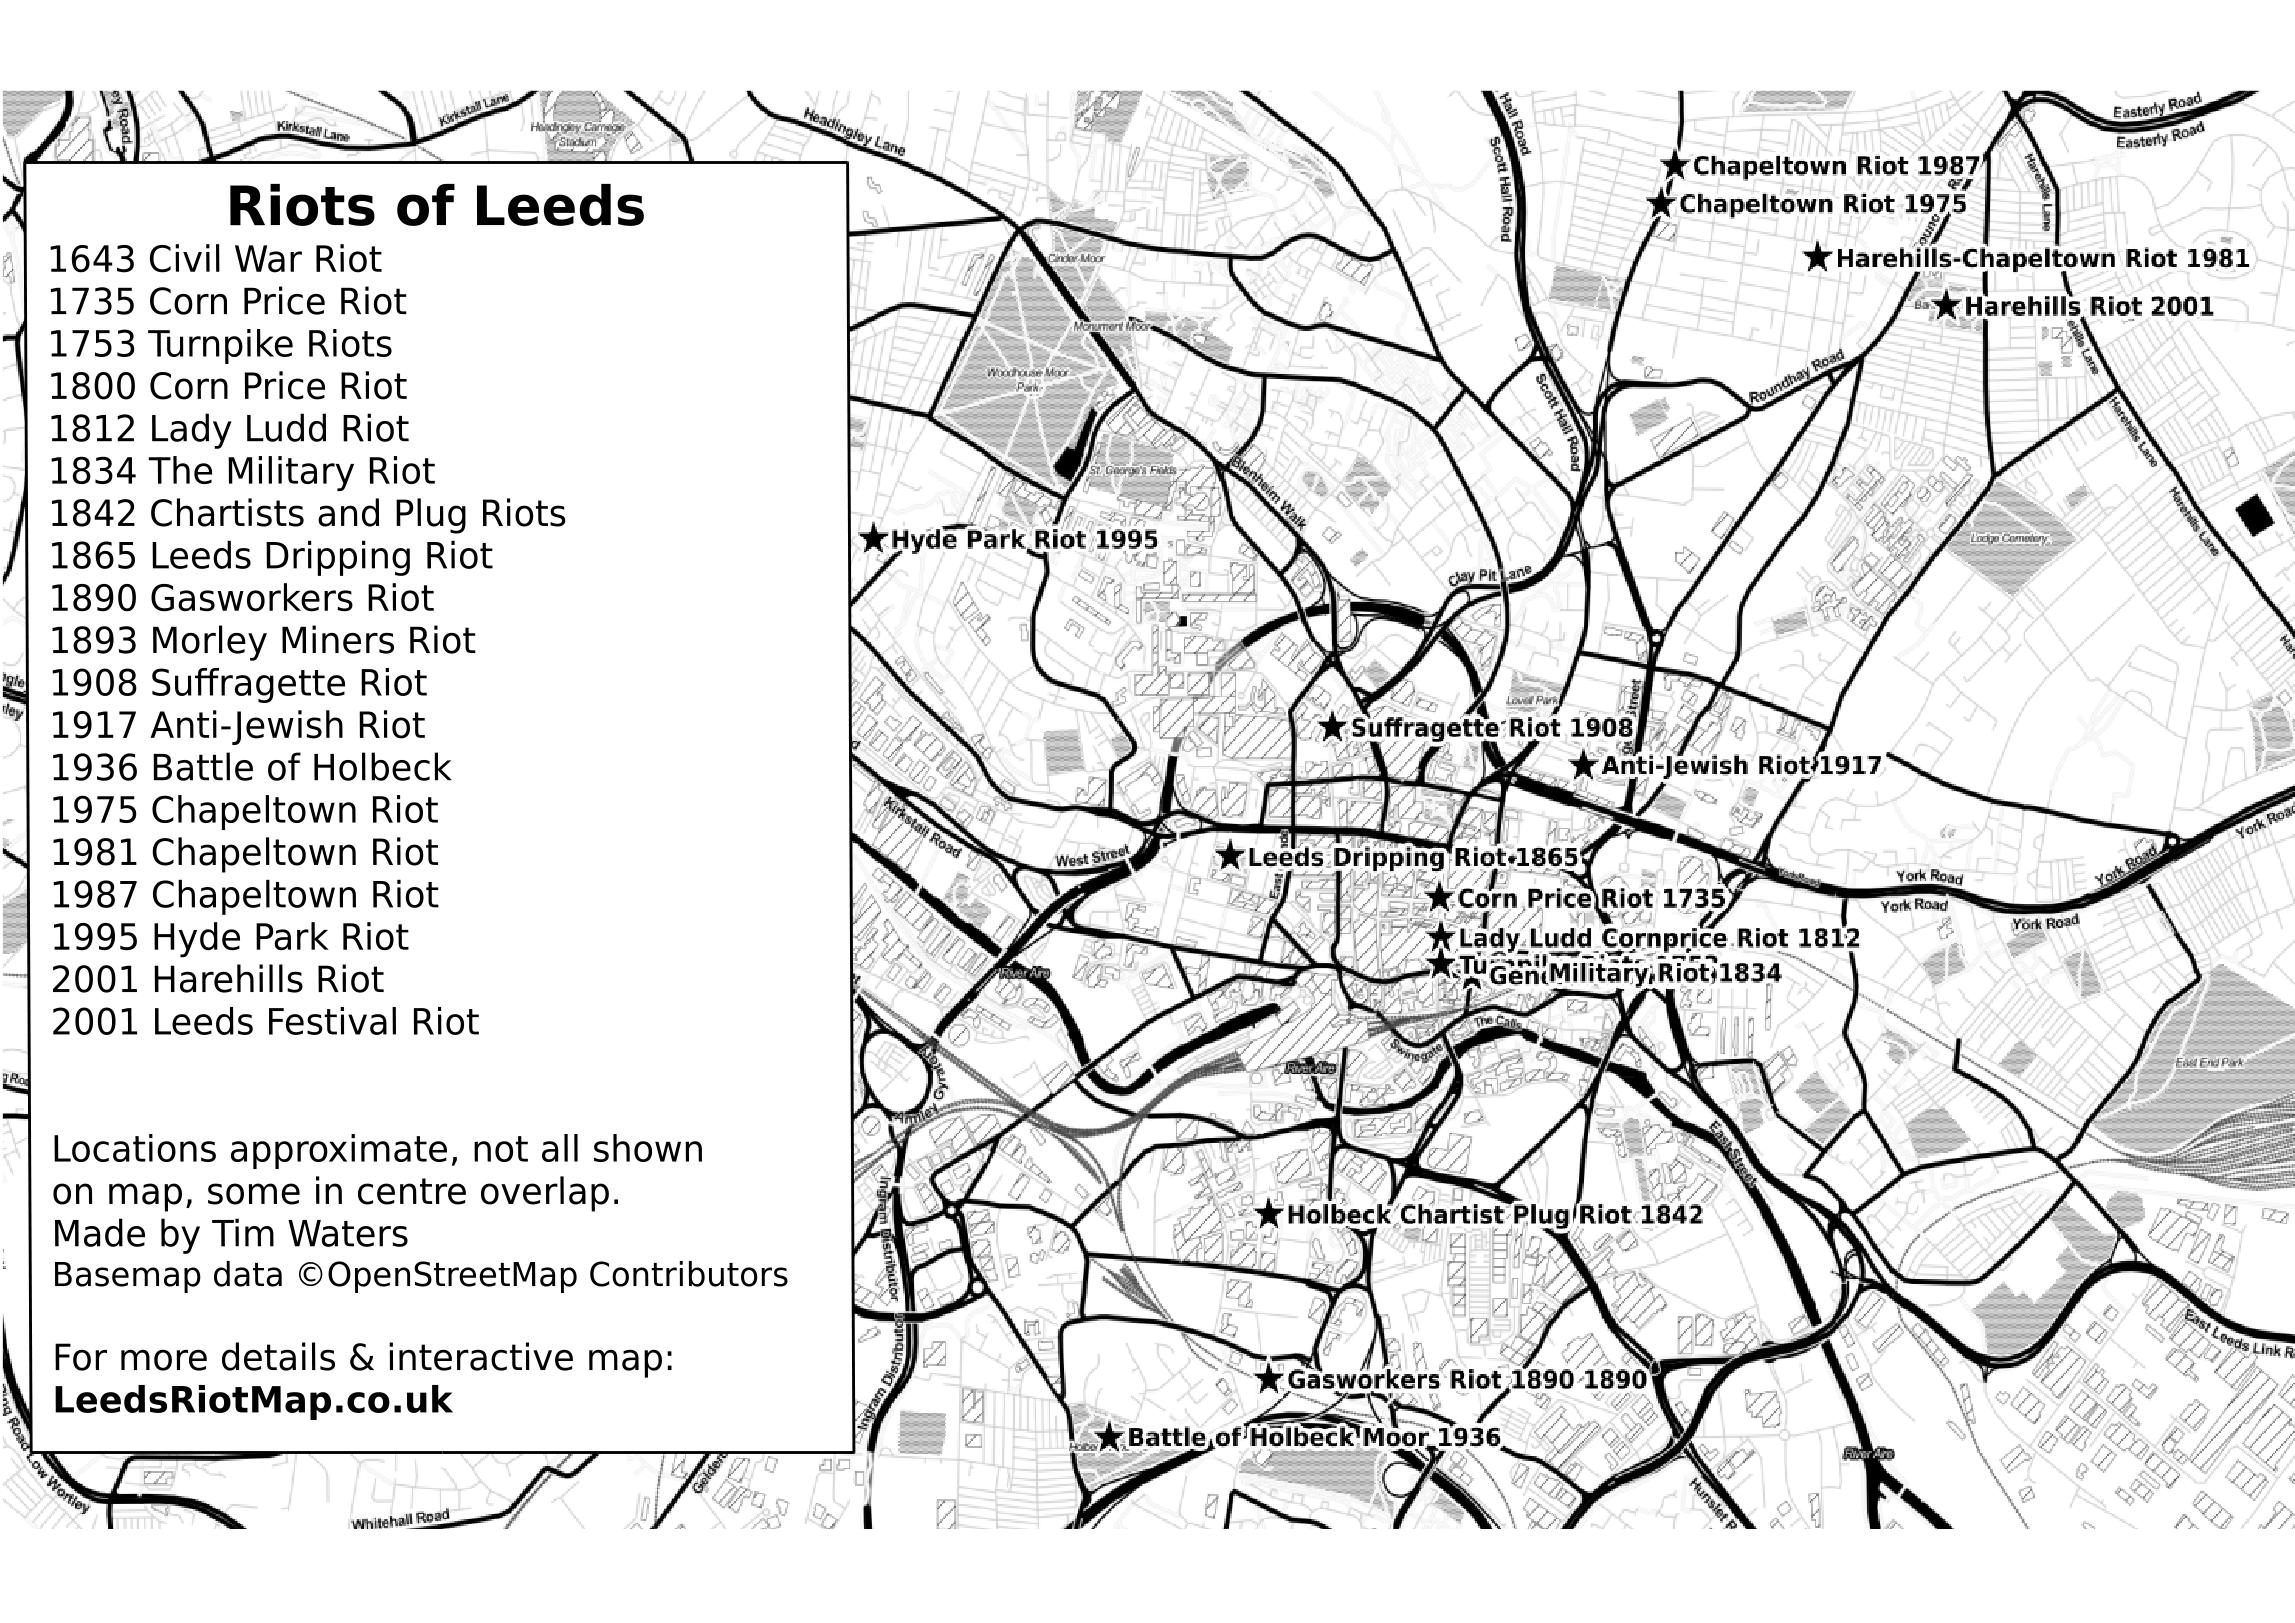 Riots of Leeds
1643 Civil War Riot
1735 Corn Price Riot
1753 Turnpike Riots
1800 Corn Price Riot
1812 Lady Ludd Riot
1834 The Military Riot
1842 Chartists and Plug Riots
1865 Leeds Dripping Riot
1890 Gasworkers Riot
1893 Morley Miners Riot
1908 Suffragette Riot
1917 Anti-Jewish Riot
1936 Battle of Holbeck
1975 Chapeltown Riot
1981 Chapeltown Riot
1987 Chapeltown Riot
1995 Hyde Park Riot
2001 Harehills Riot
2001 Leeds Festival Riot
Locations approximate, not all shown
on map, some in centre overlap.
Made by Tim Waters
Basemap data ©OpenStreetMap Contributors
For more details & interactive map:
LeedsRiotMap.co.uk
Kirkstall Lane
Kirkstall Lane
Headingley Carnegie
Stadium
Headingley Lane
Scott Hall Road
Scott Hall Road
Easterly Road
Easterly Road
Chapeltown Riot 1987
Chapeltown Riot 1975
Harehills Lane
Harehills-Chapeltown Riot 1981
Harehills Riot 2001
Cinder Moor
Monument Moor
Woodhouse Moor
Park
St. George's Fields
Blenheim Walk
Scott Hall Road
Roundhay Road
Harehills Lane
Harehills Lane
Lodge Cemetery
Hyde Park Riot 1995
Clay Pit Lane
Lovell Park
Suffragette Riot 1908
Anti-Jewish Riot 1917
Kirkstall Road
West Street
Leeds Dripping Riot 1865
Corn Price Riot 1735
Lady Ludd Cornprice Riot 1812
Military Riot 1834
York Road
York Road
York Road
York Road
York Road
River Aire
The Calls
Swinegate
River Aire
Armley Gyratory
East End Park
East Street
Ingram Distributor
Holbeck Chartist Plug Riot 1842
Gasworkers Riot 1890 1890
Ingram Distributor
Battle of Holbeck Moor 1936
East Leeds Link R
River Aire
Hunslet R
Low Wortley
Whitehall Road
Gelder